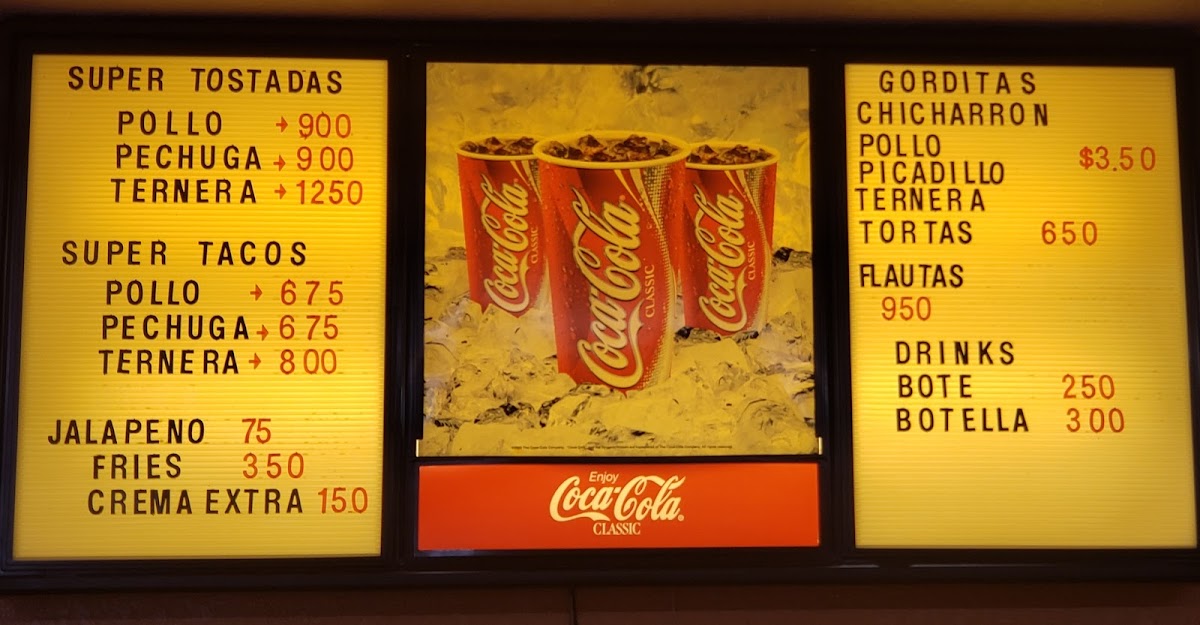 SUPER TOSTADAS
POLLO → 900
PECHUGA → 900
TERNERA → 1250
SUPER TACOS
POLLO → 675
PECHUGA → 675
TERNERA → 800
JALAPENO 75
FRIES 350
CREMA EXTRA 150
Coca-Cola CLASSIC
Coca-Cola CLASSIC
Coca-Cola CLASSIC
Enjoy
Coca-Cola
CLASSIC
GORDITAS
CHICHARRON
POLLO
$3.50
PICADILLO
TERNERA
TORTAS 650
FLAUTAS
950
DRINKS
BOTE 250
BOTELLA 300